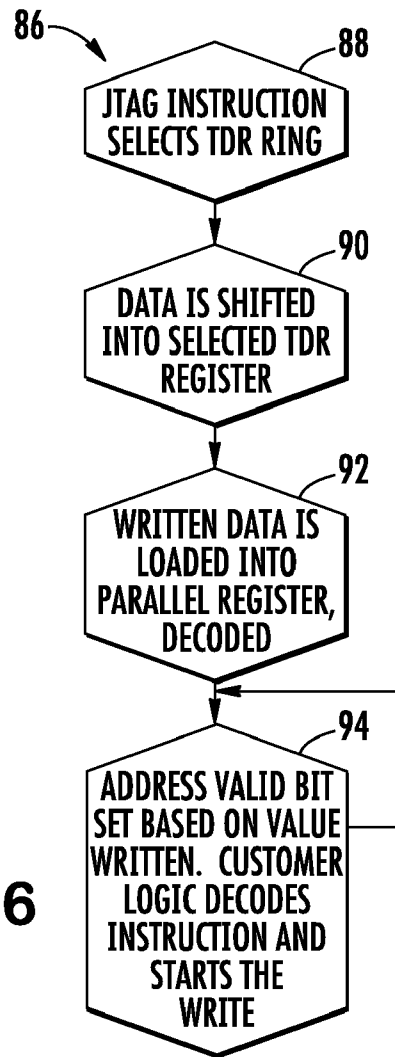 86
88
JTAG INSTRUCTION
SELECTS TDR RING
90
DATA IS SHIFTED
INTO SELECTED TDR
REGISTER
92
WRITTEN DATA IS
LOADED INTO
PARALLEL REGISTER,
DECODED
94
ADDRESS VALID BIT
SET BASED ON VALUE
WRITTEN. CUSTOMER
LOGIC DECODES
INSTRUCTION AND
STARTS THE
WRITE
6